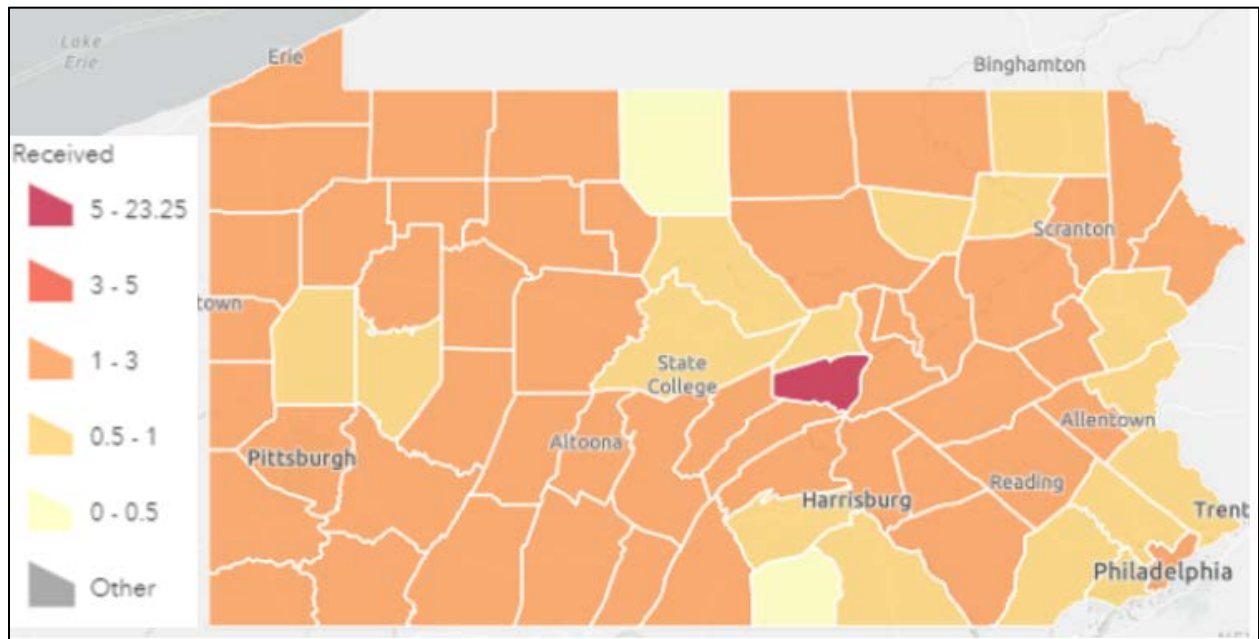 Lake
Erie
Erie
Binghamton
Received
5 - 23.25
3 - 5
1 - 3
0.5 - 1
0 - 0.5
Other
town
Scranton
State
College
Altoona
Allentown
Pittsburgh
Harrisburg
Reading
Trent
Philadelphia